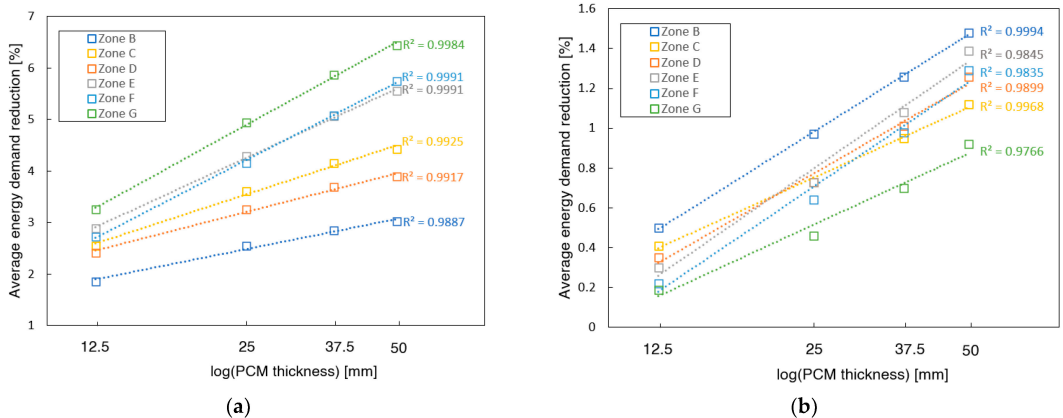 Average energy demand reduction [%]
7
6
5
4
3
2
1
Zone B
Zone C
Zone D
Zone E
Zone F
Zone G
R² = 0.9984
R² = 0.9991
R² = 0.9991
R² = 0.9925
R² = 0.9917
R² = 0.9887
12.5 25 37.5 50
log(PCM thickness) [mm]
(a)
Average energy demand reduction [%]
1.6
1.4
1.2
1
0.8
0.6
0.4
0.2
0
Zone B
Zone C
Zone D
Zone E
Zone F
Zone G
R² = 0.9994
R² = 0.9845
R² = 0.9835
R² = 0.9899
R² = 0.9968
R² = 0.9766
12.5 25 37.5 50
log(PCM thickness) [mm]
(b)